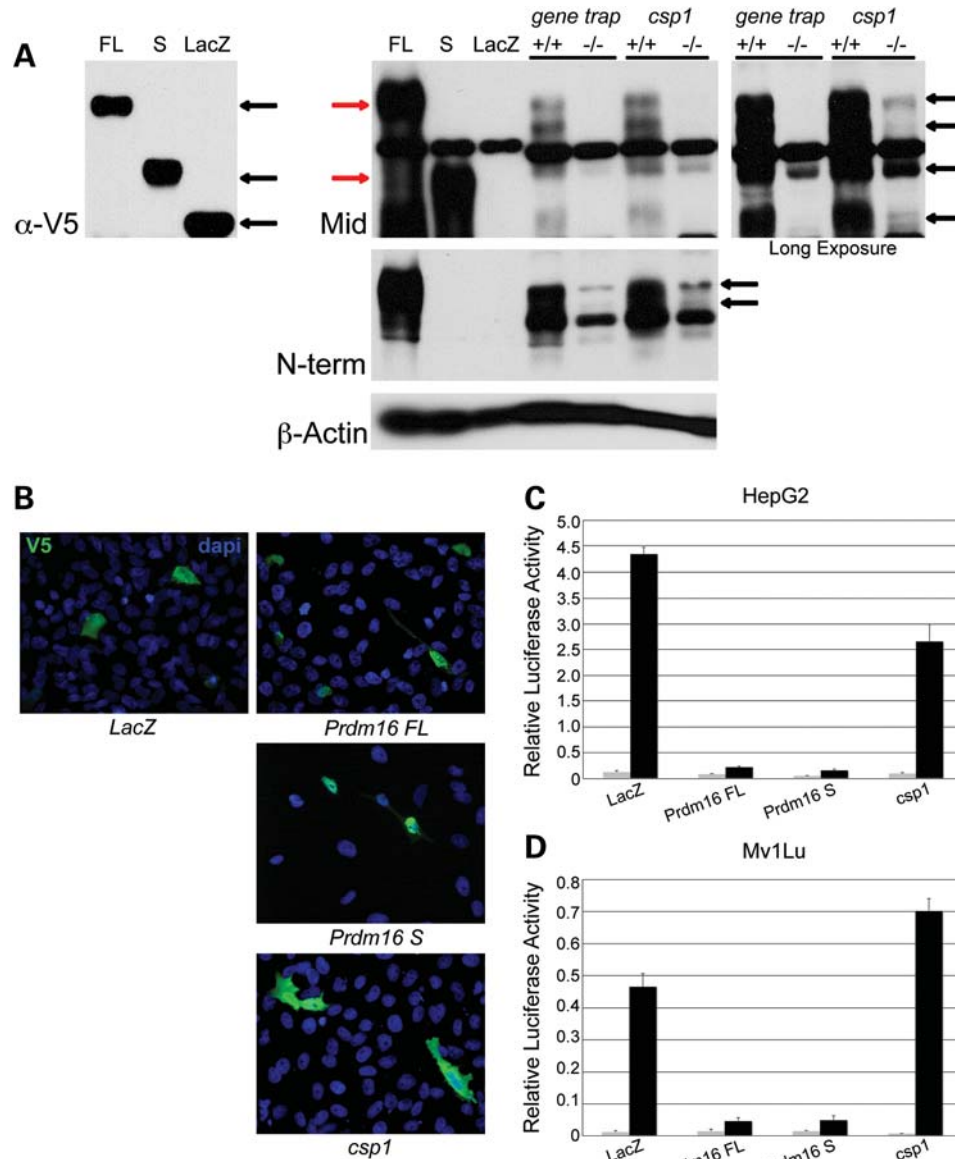 A
FL S LacZ
α-V5
gene trap csp1
FL S LacZ +/+ -/- +/+ -/-
Mid
gene trap csp1
+/+ -/- +/+ -/-
Long Exposure
N-term
β-Actin
B
V5 dapi
LacZ
Prdm16 FL
Prdm16 S
csp1
C
HepG2
Relative Luciferase Activity
5.0
4.5
4.0
3.5
3.0
2.5
2.0
1.5
1.0
0.5
0
LacZ Prdm16 FL Prdm16 S csp1
D
Mv1Lu
Relative Luciferase Activity
0.8
0.7
0.6
0.5
0.4
0.3
0.2
0.1
0
LacZ dm16 FL rdm16 S csp1